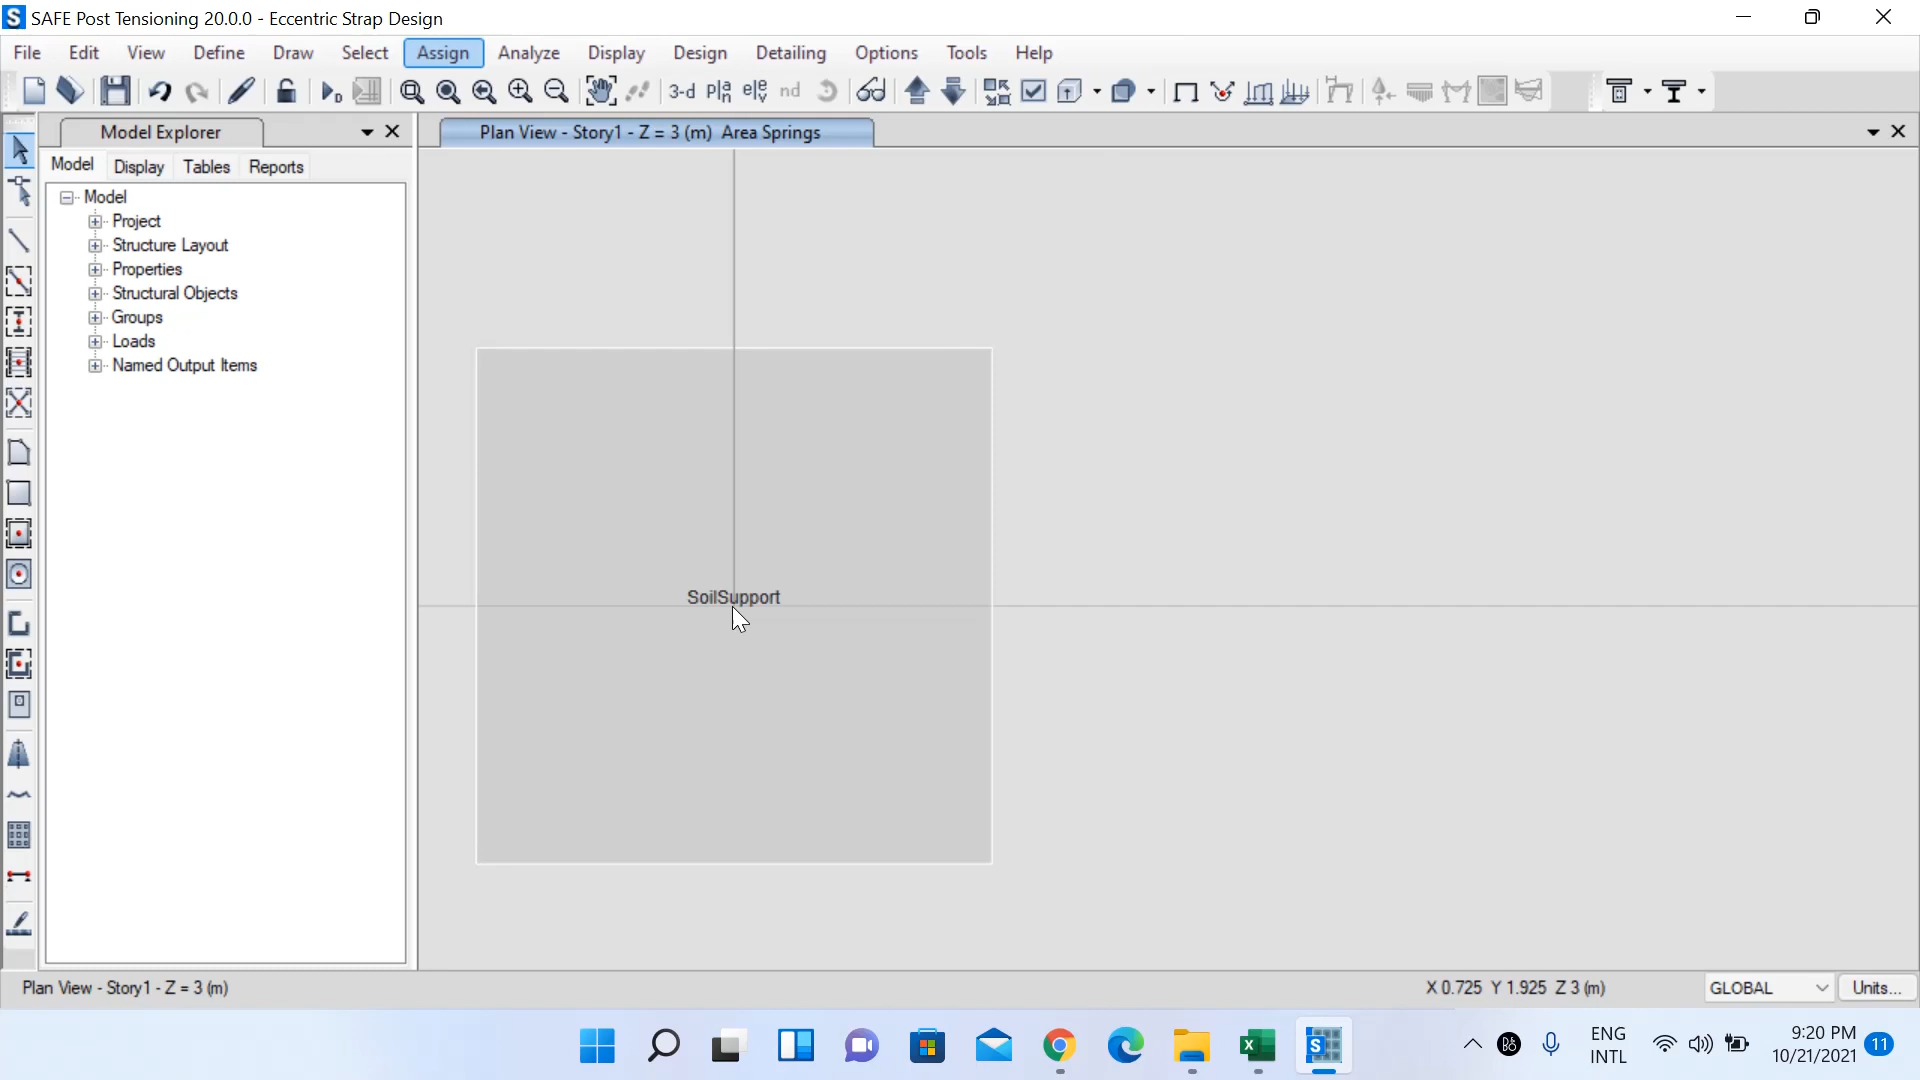 SAFE Post Tensioning 20.0.0 - Eccentric Strap Design
File Edit View Define Draw Select Assign Analyze Display Design Detailing Options Tools Help
3-d pla n ele v nd
Model Explorer
Plan View - Story1 - Z = 3 (m) Area Springs
Model Display Tables Reports
Model
Project
Structure Layout
Properties
Structural Objects
Groups
Loads
Named Output Items
SoilSupport
Plan View - Story1 - Z = 3 (m)
X 0.725 Y 1.925 Z 3 (m)
GLOBAL
Units...
ENG
INTL
9:20 PM
10/21/2021
11